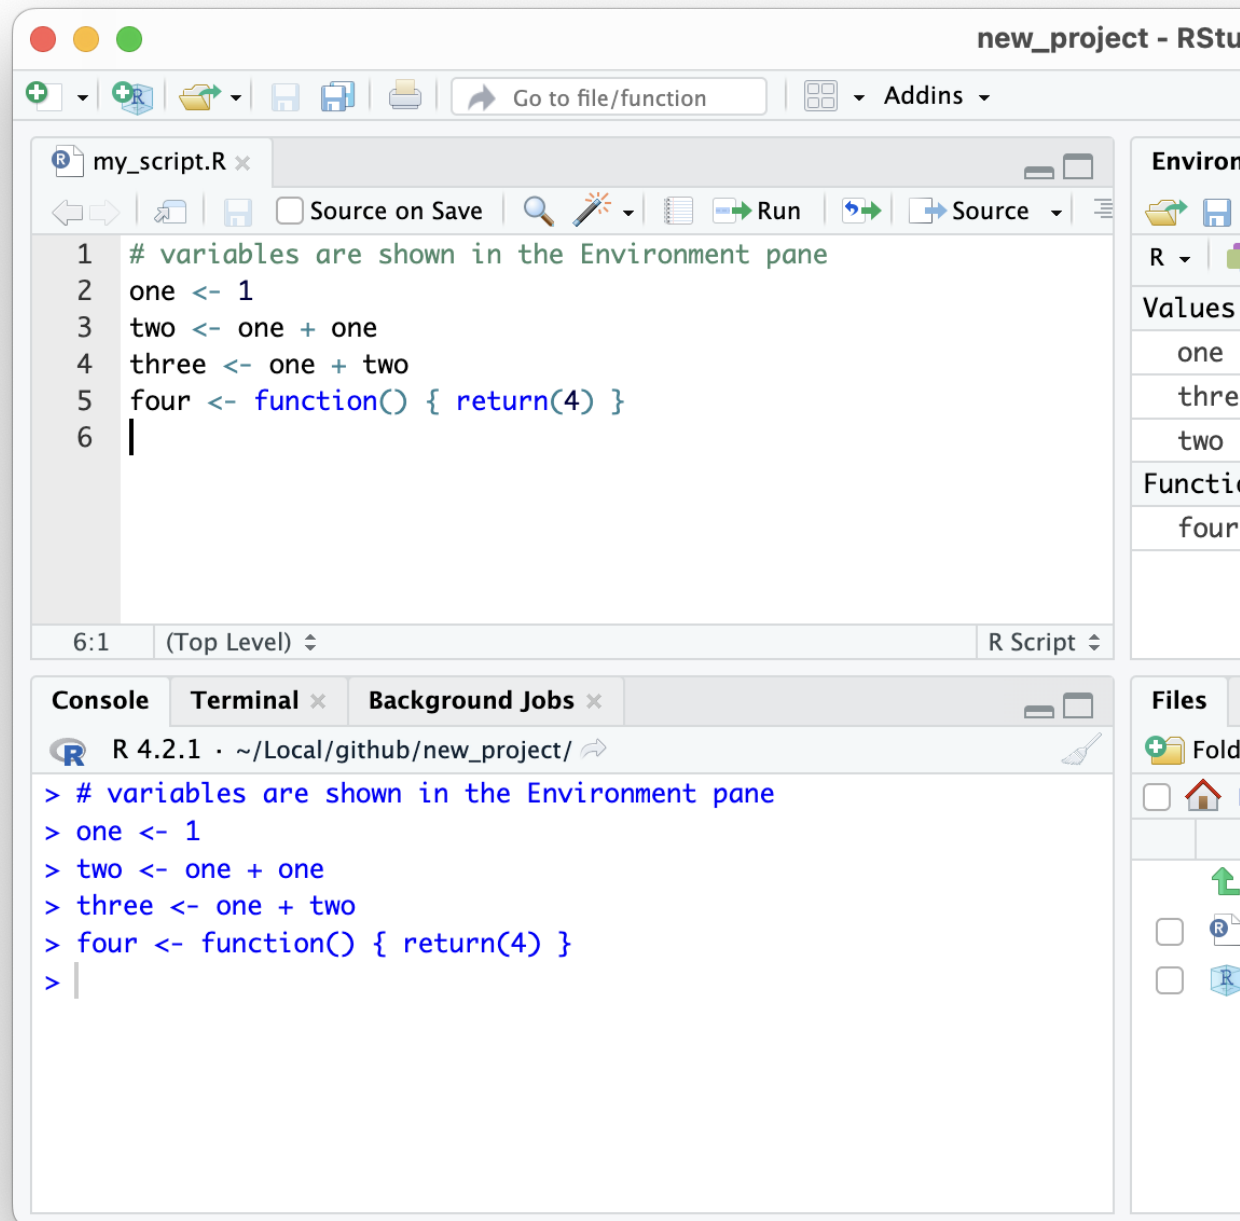 new_project - RStu
Go to file/function
Addins
my_script.R
Source on Save
Run
Source
1 # variables are shown in the Environment pane
2 one <- 1
3 two <- one + one
4 three <- one + two
5 four <- function() { return(4) }
6
6:1 (Top Level) R Script
Console Terminal Background Jobs
R 4.2.1 · ~/Local/github/new_project/
> # variables are shown in the Environment pane
> one <- 1
> two <- one + one
> three <- one + two
> four <- function() { return(4) }
>
Environ
R
Values
one
thre
two
Functi
four
Files
Fold